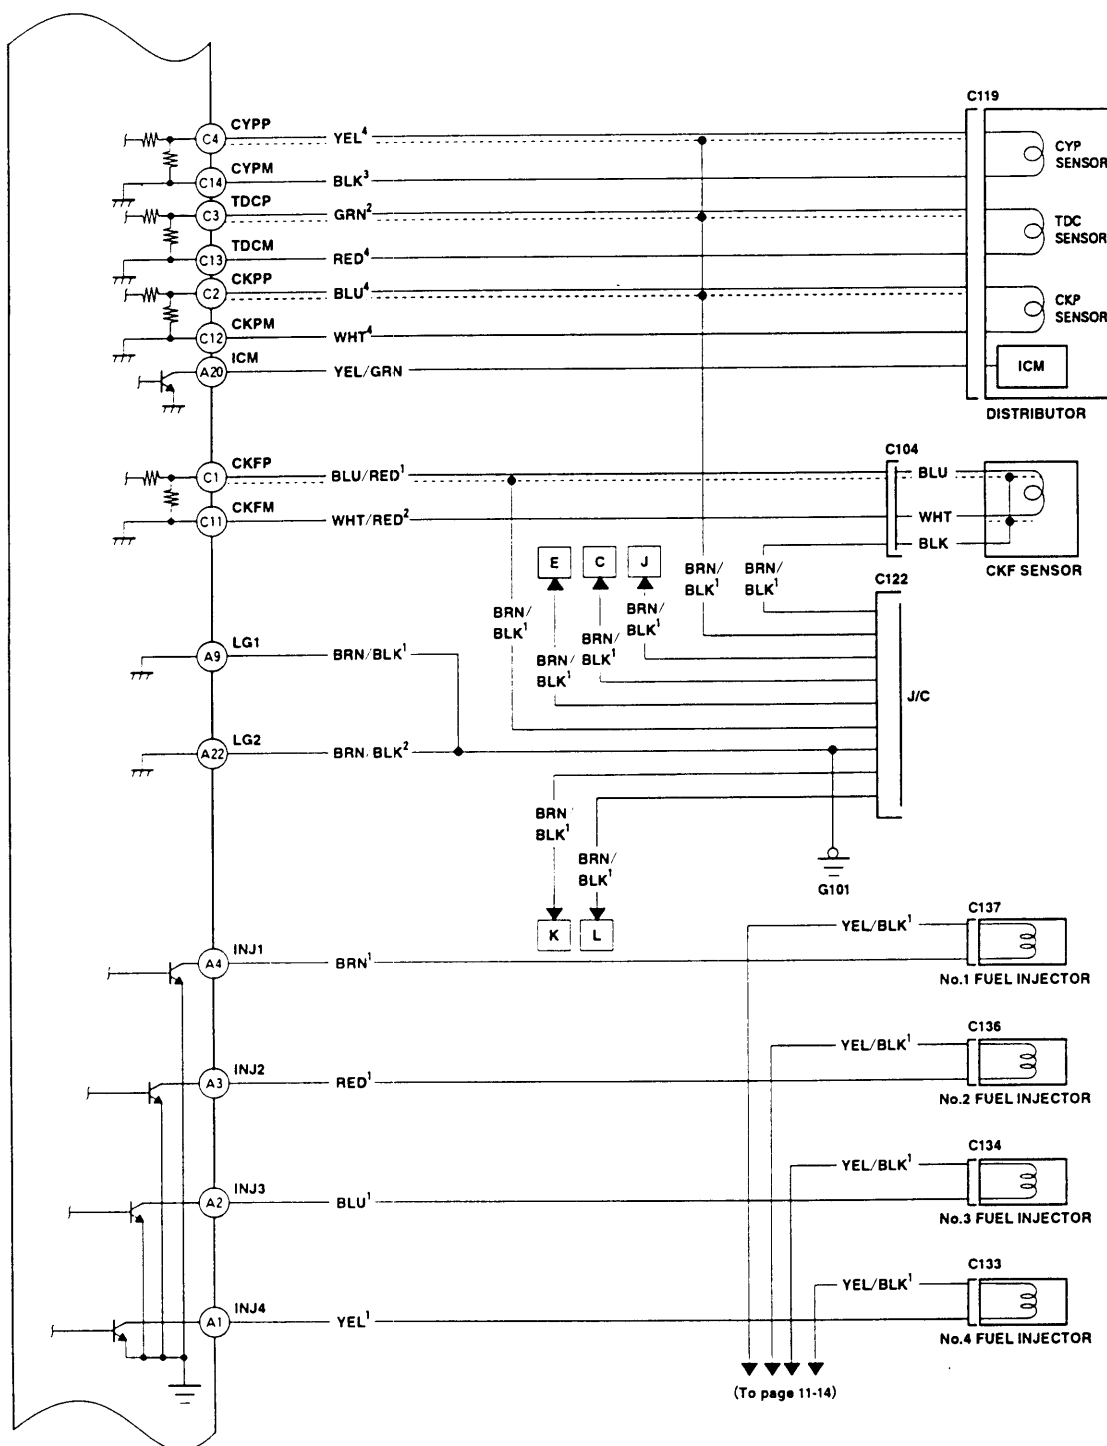 C119
C4 CYPP YEL⁴
CYP
SENSOR
C14 CYPM BLK³
C3 TDCP GRN²
TDC
SENSOR
C13 TDCM RED⁴
C2 CKPP BLU⁴
CKP
SENSOR
C12 CKPM WHT⁴
A20 ICM YEL/GRN
ICM
DISTRIBUTOR
C104
C1 CKFP BLU/RED¹
BLU
C11 CKFM WHT/RED²
WHT
BLK
CKF SENSOR
E C J
BRN/
BLK¹
BRN/
BLK¹
C122
BRN/
BLK¹
BRN/
BLK¹
BRN/
BLK¹
BRN/
BLK¹
A9 LG1 BRN/BLK¹
J/C
A22 LG2 BRN/BLK²
BRN/
BLK¹
BRN/
BLK¹
G101
K L
C137
YEL/BLK¹
A4 INJ1 BRN¹
No.1 FUEL INJECTOR
C136
YEL/BLK¹
A3 INJ2 RED¹
No.2 FUEL INJECTOR
C134
YEL/BLK¹
A2 INJ3 BLU¹
No.3 FUEL INJECTOR
C133
YEL/BLK¹
A1 INJ4 YEL¹
No.4 FUEL INJECTOR
(To page 11-14)